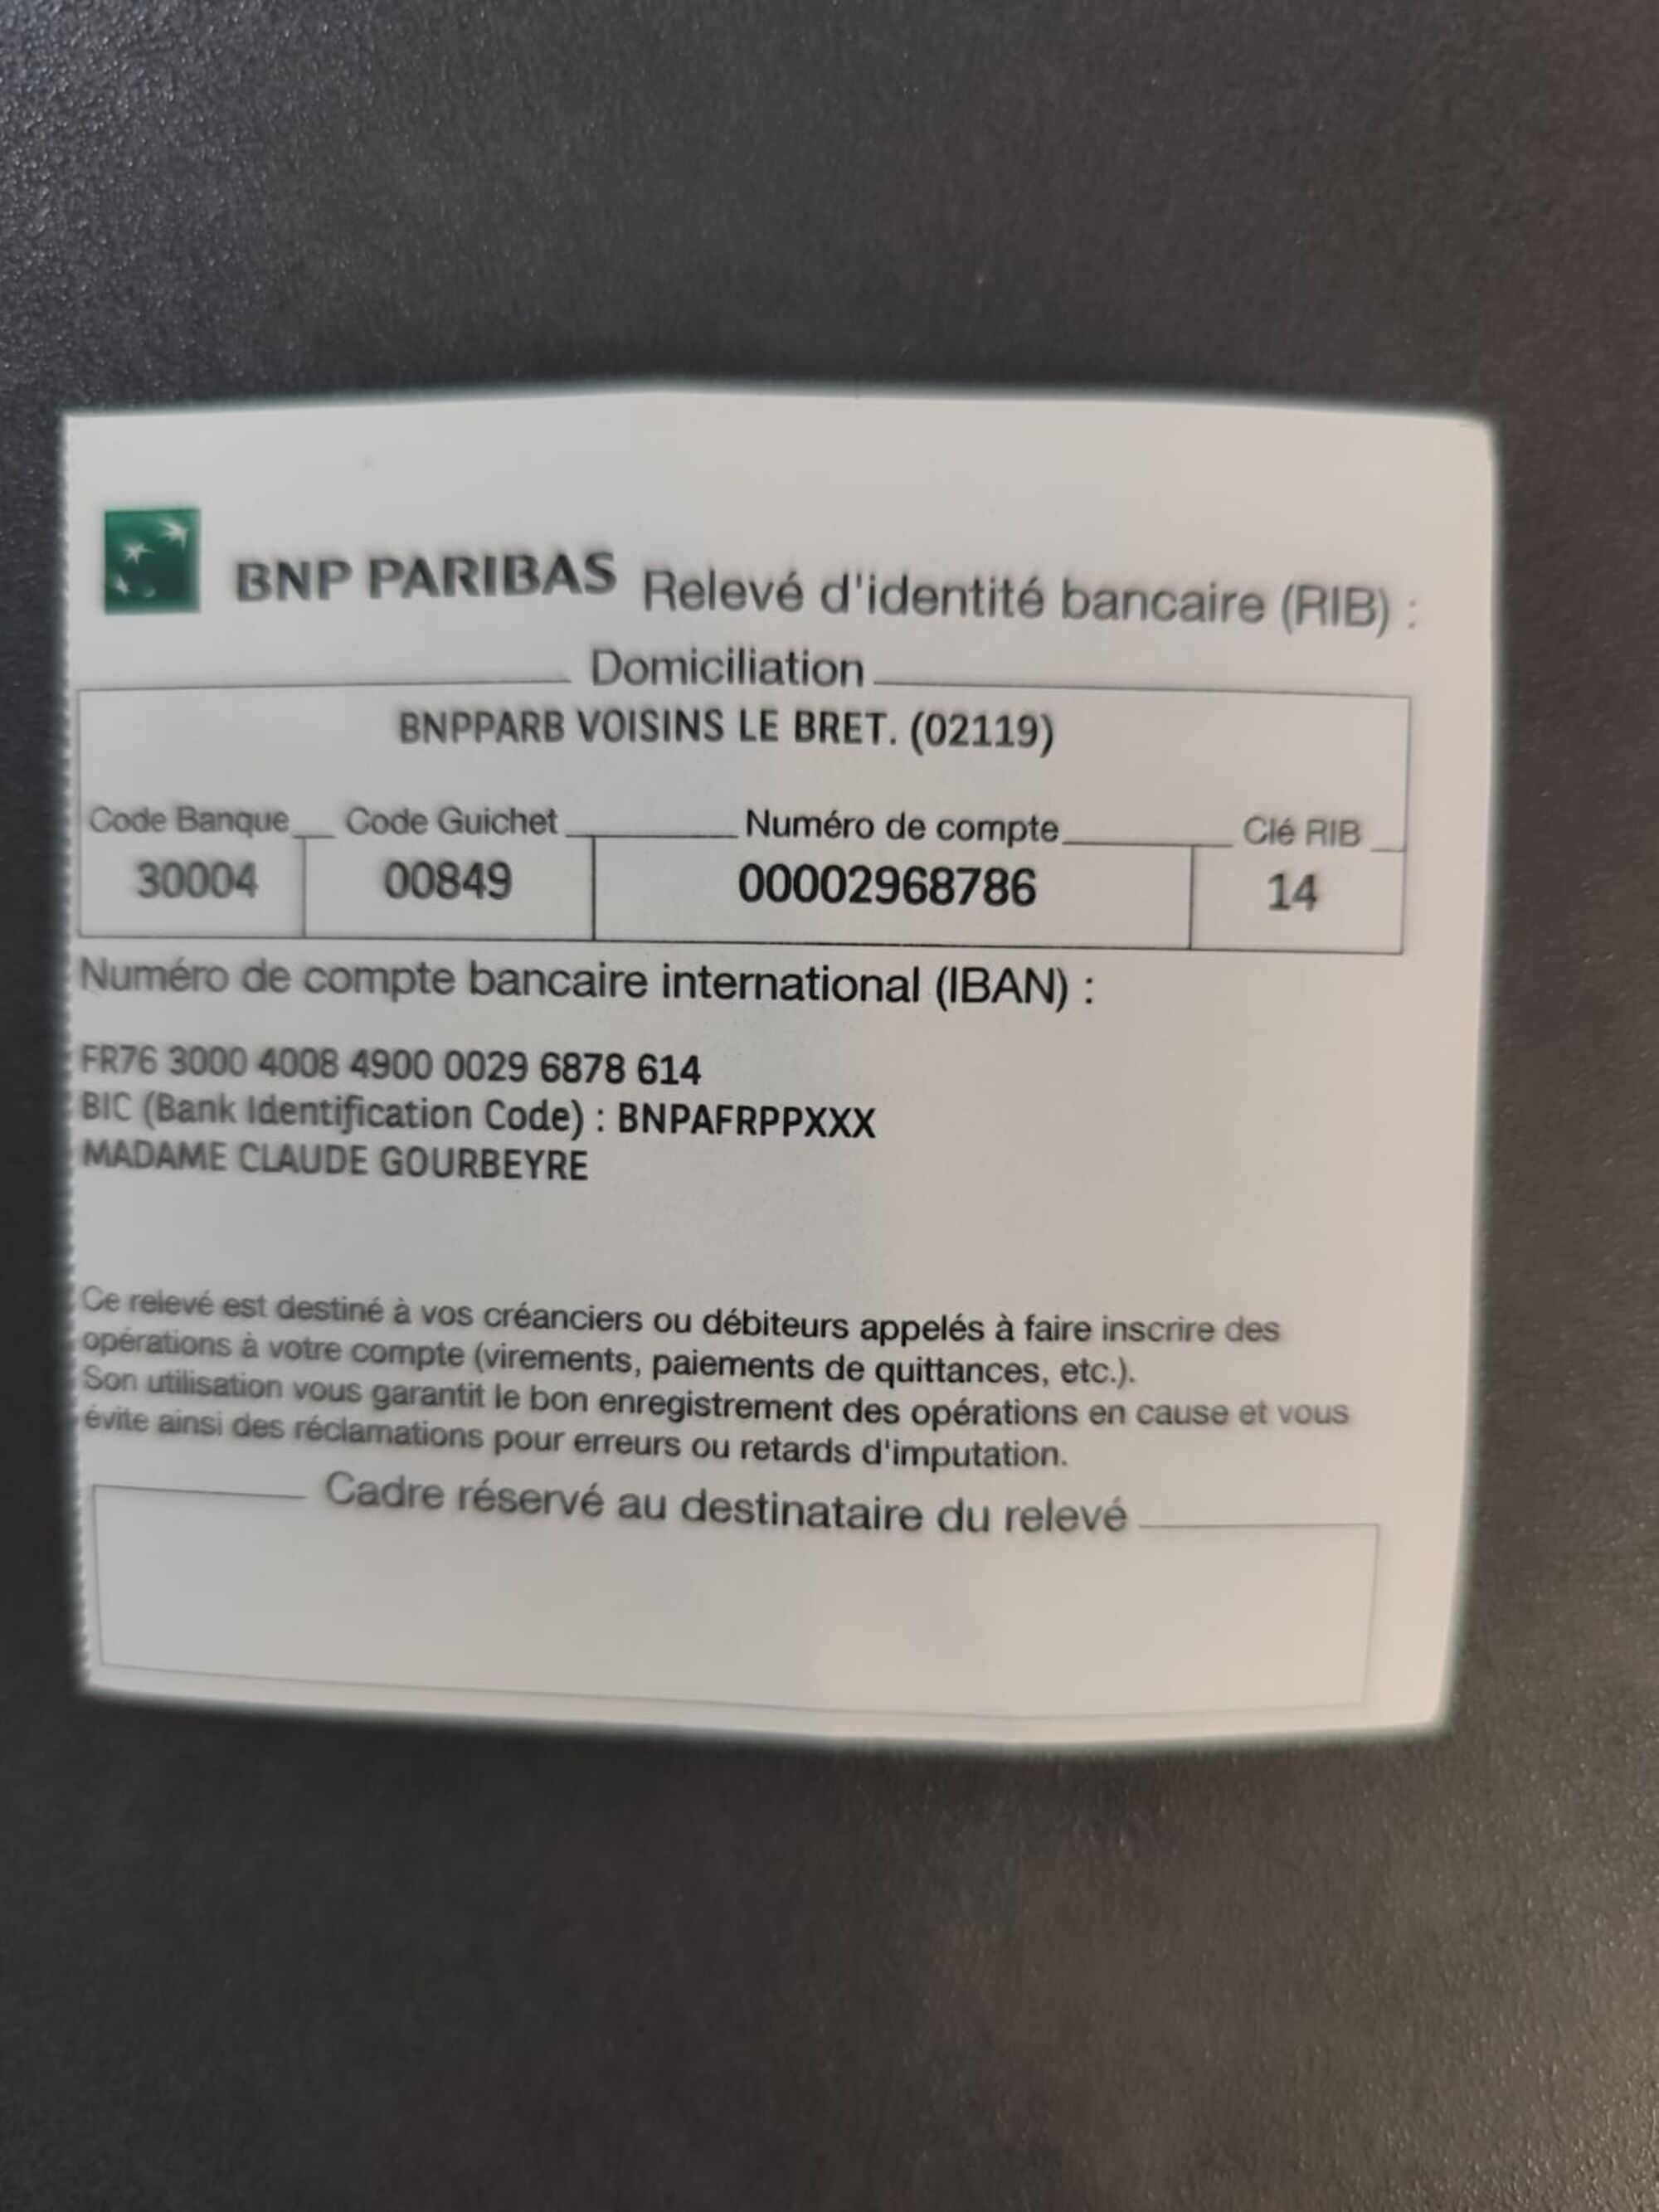 BNP PARIBAS Relevé d'identité bancaire (RIB) :
Domiciliation
BNPPARB VOISINS LE BRET. (02119)
Code Banque Code Guichet Numéro de compte Clé RIB
30004 00849 00002968786 14
Numéro de compte bancaire international (IBAN) :
FR76 3000 4008 4900 0029 6878 614
BIC (Bank Identification Code) : BNPAFRPPXXX
MADAME CLAUDE GOURBEYRE
Ce relevé est destiné à vos créanciers ou débiteurs appelés à faire inscrire des
opérations à votre compte (virements, paiements de quittances, etc.).
Son utilisation vous garantit le bon enregistrement des opérations en cause et vous
évite ainsi des réclamations pour erreurs ou retards d'imputation.
Cadre réservé au destinataire du relevé